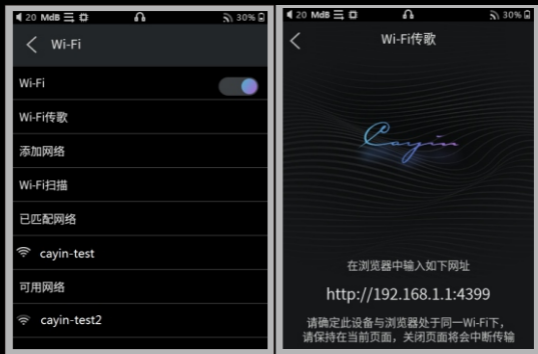 20 MdB 30%
Wi-Fi
Wi-Fi
Wi-Fi传歌
添加网络
Wi-Fi扫描
已匹配网络
cayin-test
可用网络
cayin-test2
20 MdB 30%
Wi-Fi传歌
Cayin
在浏览器中输入如下网址
http://192.168.1.1:4399
请确定此设备与浏览器处于同一Wi-Fi下，
请保持在当前页面，关闭页面将会中断传输